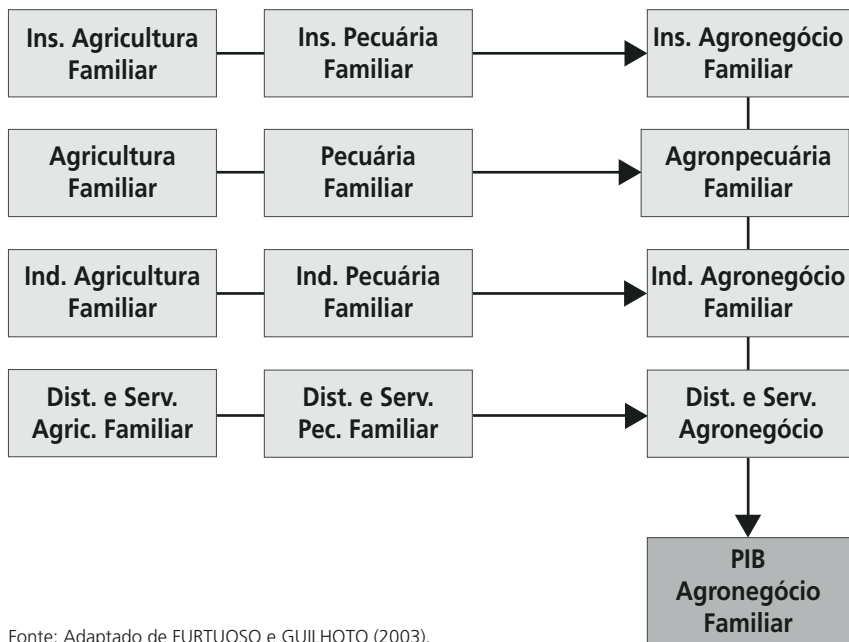 Ins. Agricultura
Familiar
Ins. Pecuária
Familiar
Ins. Agronegócio
Familiar
Agricultura
Familiar
Pecuária
Familiar
Agronpecuária
Familiar
Ind. Agricultura
Familiar
Ind. Pecuária
Familiar
Ind. Agronegócio
Familiar
Dist. e Serv.
Agric. Familiar
Dist. e Serv.
Pec. Familiar
Dist. e Serv.
Agronegócio
PIB
Agronegócio
Familiar
Fonte: Adaptado de FURTUOSO e GUILHOTO (2003).